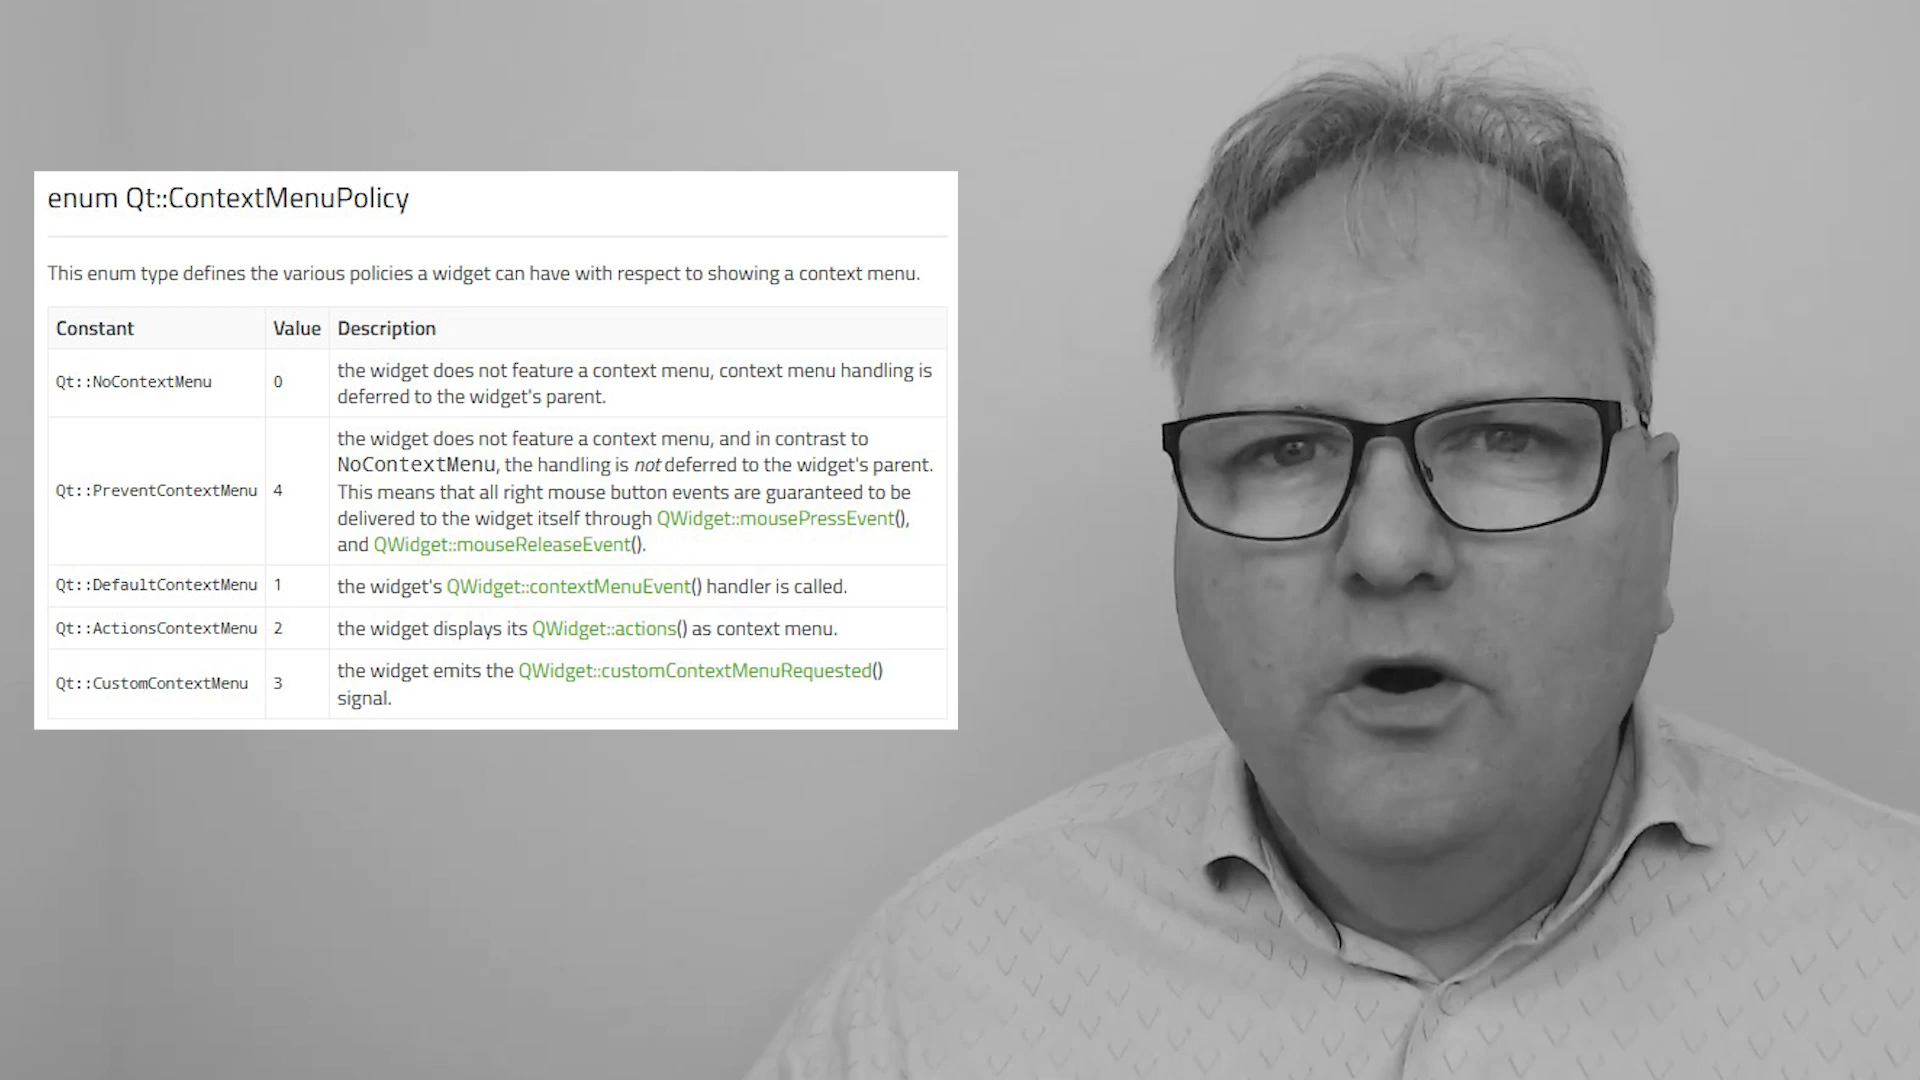 enum Qt::ContextMenuPolicy
This enum type defines the various policies a widget can have with respect to showing a context menu.
Constant Value Description
Qt::NoContextMenu 0 the widget does not feature a context menu, context menu handling is
deferred to the widget's parent.
Qt::PreventContextMenu 4 the widget does not feature a context menu, and in contrast to
NoContextMenu, the handling is not deferred to the widget's parent.
This means that all right mouse button events are guaranteed to be
delivered to the widget itself through QWidget::mousePressEvent(),
and QWidget::mouseReleaseEvent().
Qt::DefaultContextMenu 1 the widget's QWidget::contextMenuEvent() handler is called.
Qt::ActionsContextMenu 2 the widget displays its QWidget::actions() as context menu.
Qt::CustomContextMenu 3 the widget emits the QWidget::customContextMenuRequested()
signal.